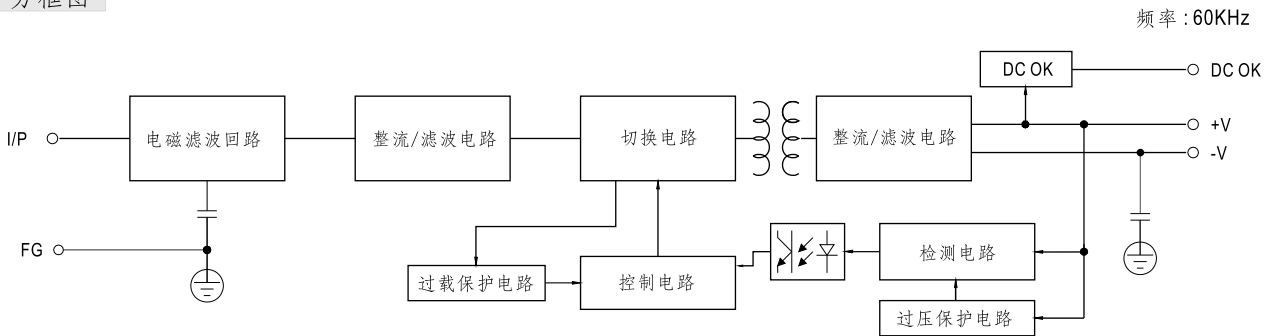 方框图
频率 : 60KHz
DC OK
DC OK
I/P
电磁滤波回路
整流/滤波电路
切换电路
整流/滤波电路
+V
-V
FG
过载保护电路
控制电路
检测电路
过压保护电路